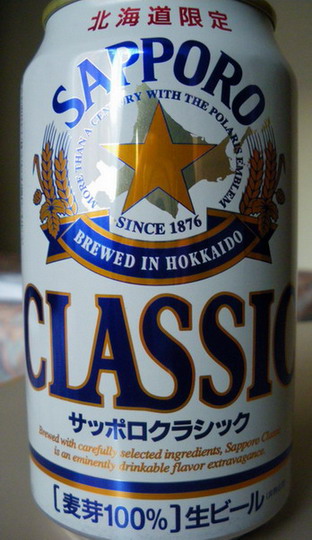 北海道限定
SAPPORO
MORE THAN A CENTURY WITH THE POLARIS EMBLEM
SINCE 1876
BREWED IN HOKKAIDO
CLASSIC
サッポロクラシック
Brewed with carefully selected ingredients, Sapporo Classic
is an eminently drinkable flavor extravagance.
[麦芽100%]生ビール